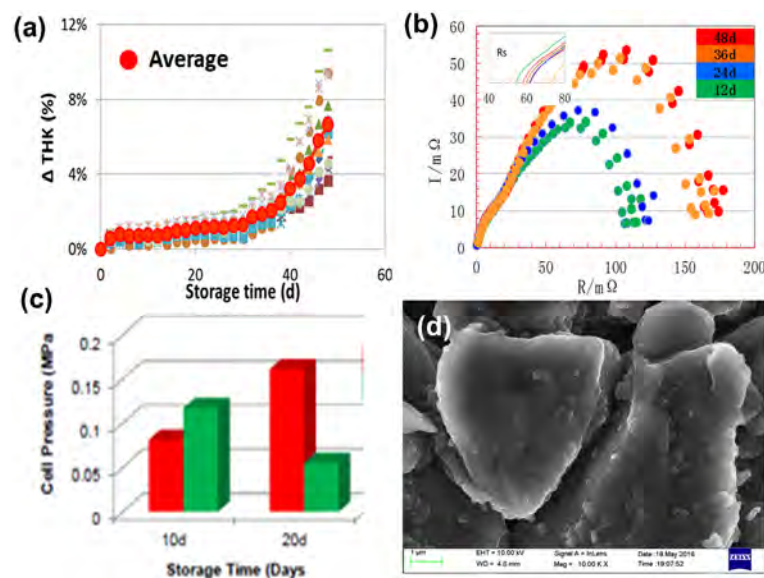 (a)
12%
8%
4%
0%
Δ THK (%)
Average
0
20
40
60
Storage time (d)
(b)
60
50
40
30
20
10
0
I/mΩ
Rs
40
60
80
48d
36d
24d
12d
0
50
100
150
200
R/mΩ
(c)
0.2
0.15
0.1
0.05
0
Cell Pressure (MPa
10d
20d
Storage Time (Days
(d)
1 μm
EHT = 10.00 kV
Signal A = InLens
Date :18 May 2016
WD = 4.6 mm
Mag = 10.00 K X
Time :19:07:52
ZEISS